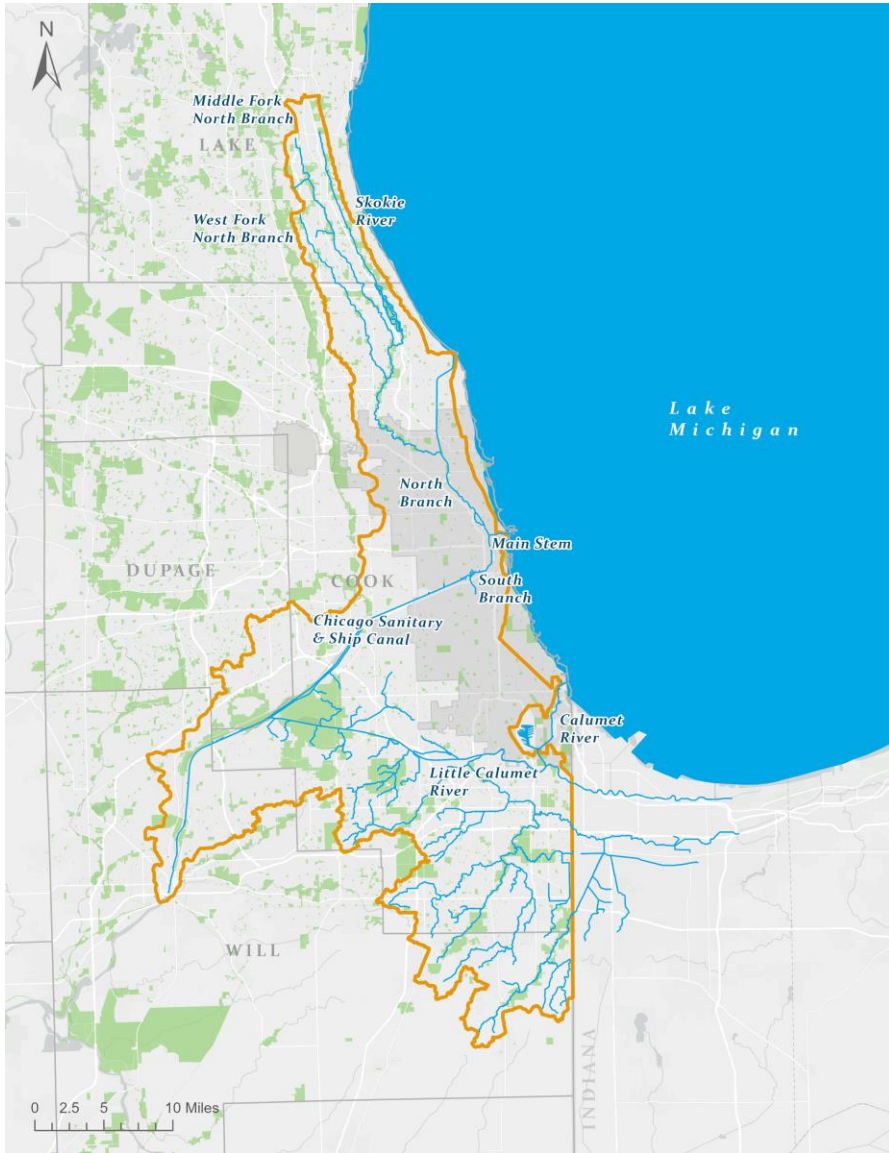 N
Middle Fork
North Branch
LAKE
Skokie
River
West Fork
North Branch
Lake
Michigan
North
Branch
Main Stem
DUPAGE
COOK
South
Branch
Chicago Sanitary
& Ship Canal
Calumet
River
Little Calumet
River
WILL
INDIANA
0 2.5 5 10 Miles